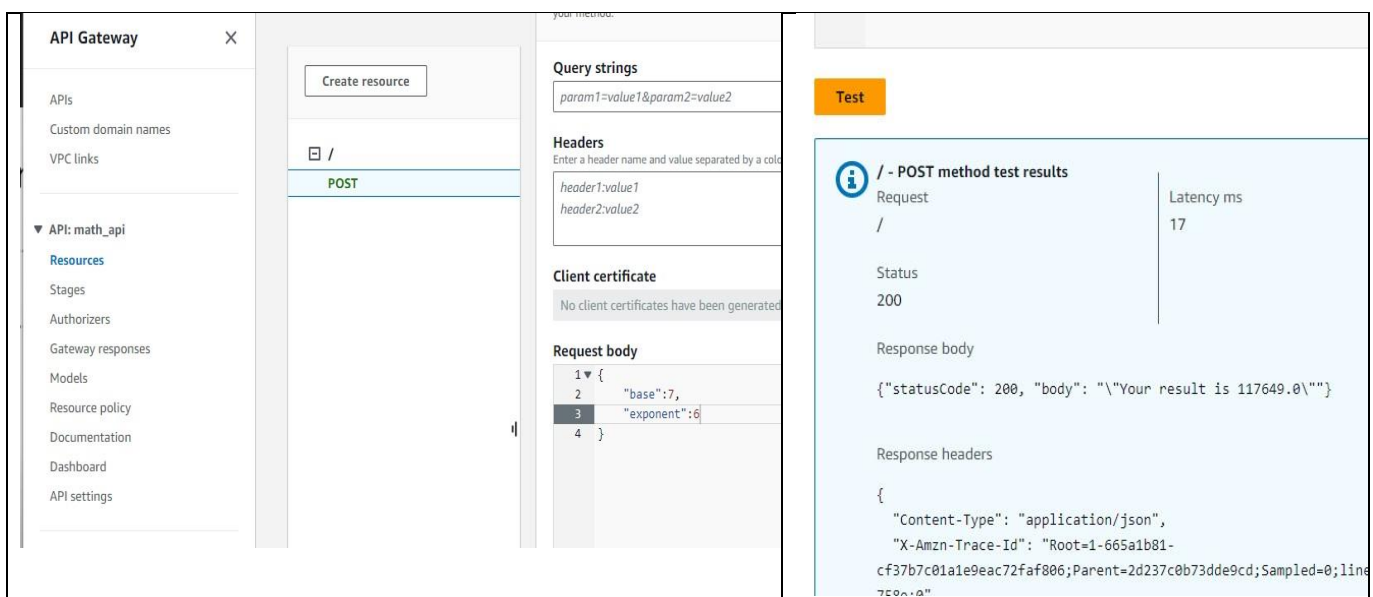 API Gateway
APIs
Custom domain names
VPC links
API: math_api
Resources
Stages
Authorizers
Gateway responses
Models
Resource policy
Documentation
Dashboard
API settings
Create resource
/
POST
your method.
Query strings
param1=value1&param2=value2
Headers
Enter a header name and value separated by a colo
header1:value1
header2:value2
Client certificate
No client certificates have been generated
Request body
1 {
2 "base":7,
3 "exponent":6
4 }
Test
/ - POST method test results
Request
/
Latency ms
17
Status
200
Response body
{"statusCode": 200, "body": "\"Your result is 117649.0\""}
Response headers
{
"Content-Type": "application/json",
"X-Amzn-Trace-Id": "Root=1-665a1b81-
cf37b7c01a1e9eac72faf806;Parent=2d237c0b73dde9cd;Sampled=0;line